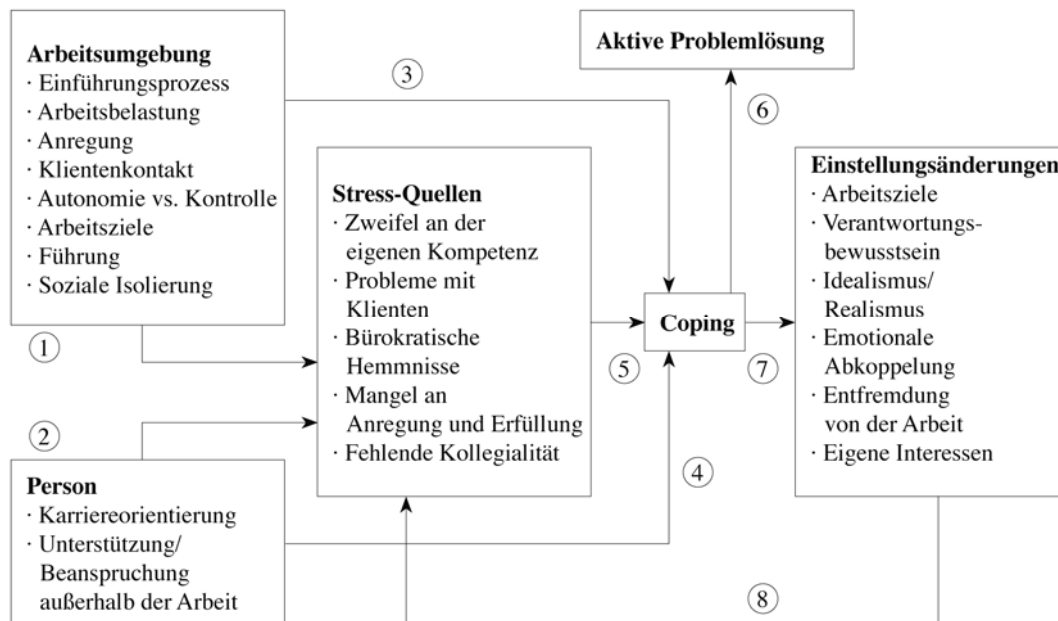 Arbeitsumgebung
· Einführungsprozess
· Arbeitsbelastung
· Anregung
· Klientenkontakt
· Autonomie vs. Kontrolle
· Arbeitsziele
· Führung
· Soziale Isolierung
①
②
Person
· Karriereorientierung
· Unterstützung/
Beanspruchung
außerhalb der Arbeit
③
Stress-Quellen
· Zweifel an der
eigenen Kompetenz
· Probleme mit
Klienten
· Bürokratische
Hemmnisse
· Mangel an
Anregung und Erfüllung
· Fehlende Kollegialität
④
⑤
Coping
Aktive Problemlösung
⑥
⑦
Einstellungsänderungen
· Arbeitsziele
· Verantwortungs-
bewusstsein
· Idealismus/
Realismus
· Emotionale
Abkoppelung
· Entfremdung
von der Arbeit
· Eigene Interessen
⑧